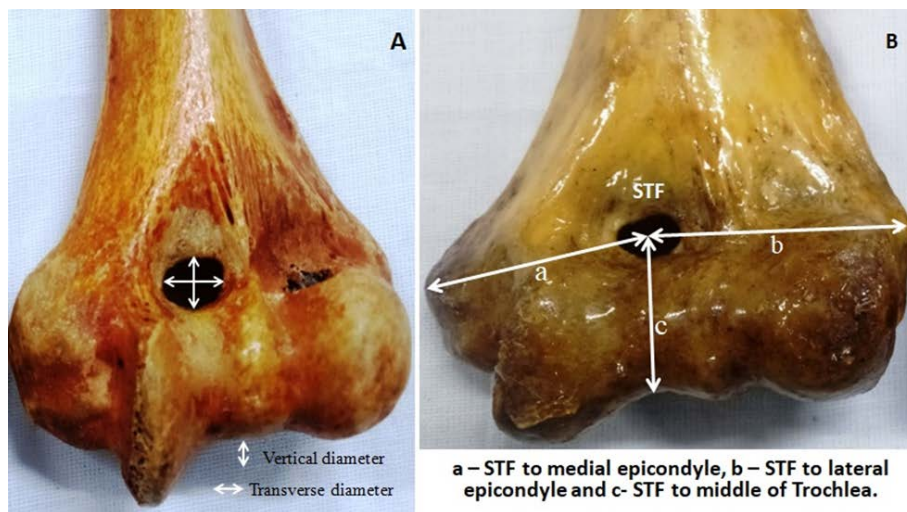 A
Vertical diameter
Transverse diameter
B
STF
a
b
c
a – STF to medial epicondyle, b – STF to lateral
epicondyle and c- STF to middle of Trochlea.